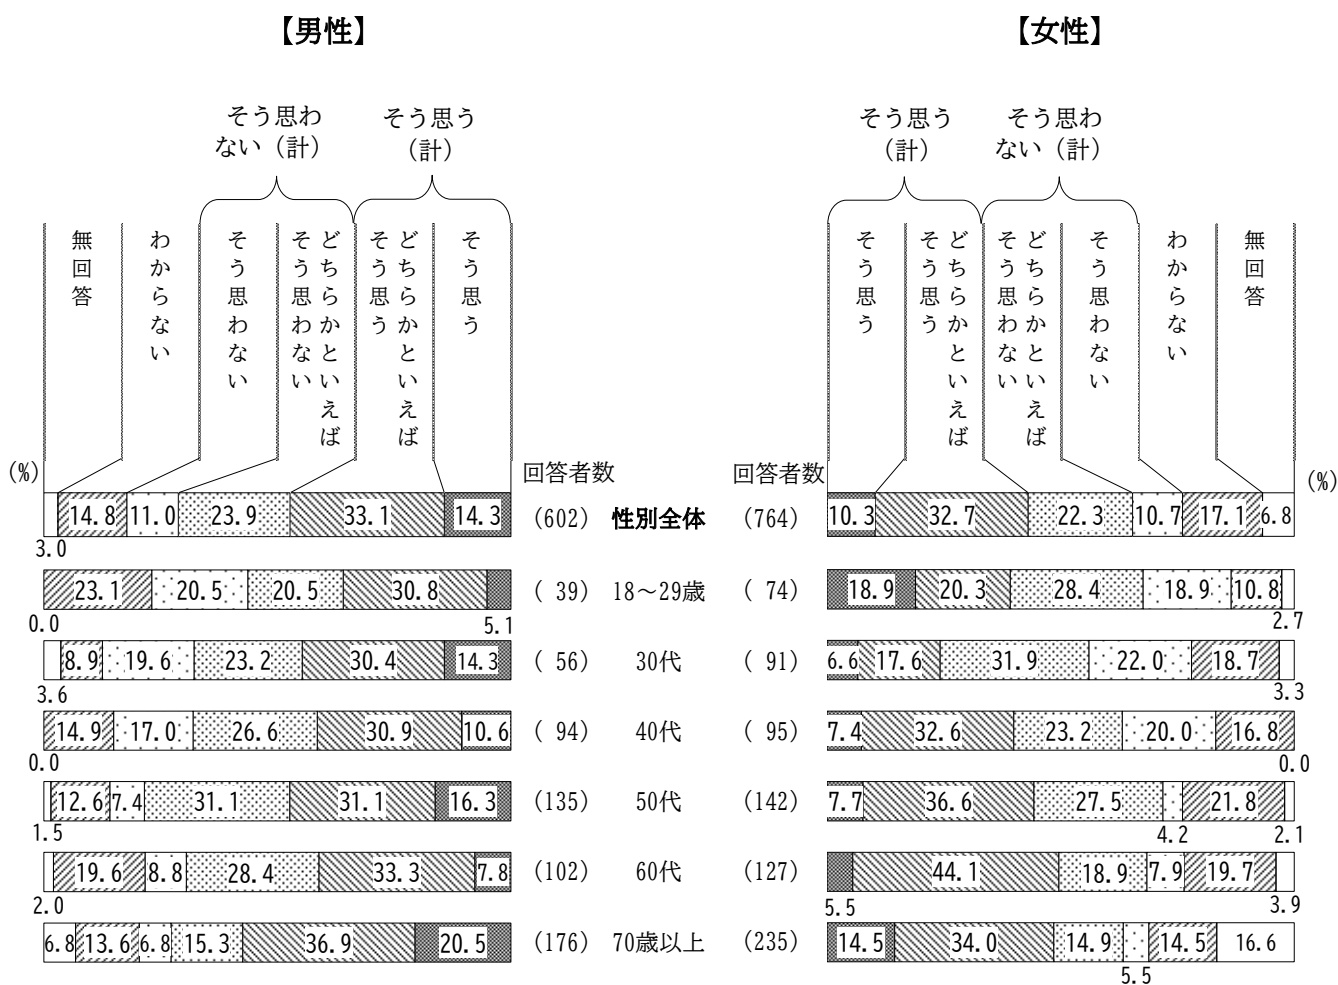 【男性】 【女性】
そう思わ
ない（計）
そう思う
（計）
そう思う
（計）
そう思わ
ない（計）
無回答
わからない
そう思わない
どちらかといえば
そう思わない
どちらかといえば
そう思う
そう思う
そう思う
どちらかといえば
そう思う
どちらかといえば
そう思わない
そう思わない
わからない
無回答
(%) 回答者数 回答者数 (%)
14.8 11.0 23.9 33.1 14.3 (602) 性別全体 (764) 10.3 32.7 22.3 10.7 17.1 6.8
3.0
23.1 20.5 20.5 30.8 ( 39) 18～29歳 ( 74) 18.9 20.3 28.4 18.9 10.8
0.0 5.1 2.7
8.9 19.6 23.2 30.4 14.3 ( 56) 30代 ( 91) 6.6 17.6 31.9 22.0 18.7
3.6 3.3
14.9 17.0 26.6 30.9 10.6 ( 94) 40代 ( 95) 7.4 32.6 23.2 20.0 16.8
0.0 0.0
12.6 7.4 31.1 31.1 16.3 (135) 50代 (142) 7.7 36.6 27.5 21.8
1.5 4.2 2.1
19.6 8.8 28.4 33.3 7.8 (102) 60代 (127) 44.1 18.9 7.9 19.7
2.0 5.5 3.9
6.8 13.6 6.8 15.3 36.9 20.5 (176) 70歳以上 (235) 14.5 34.0 14.9 14.5 16.6
5.5